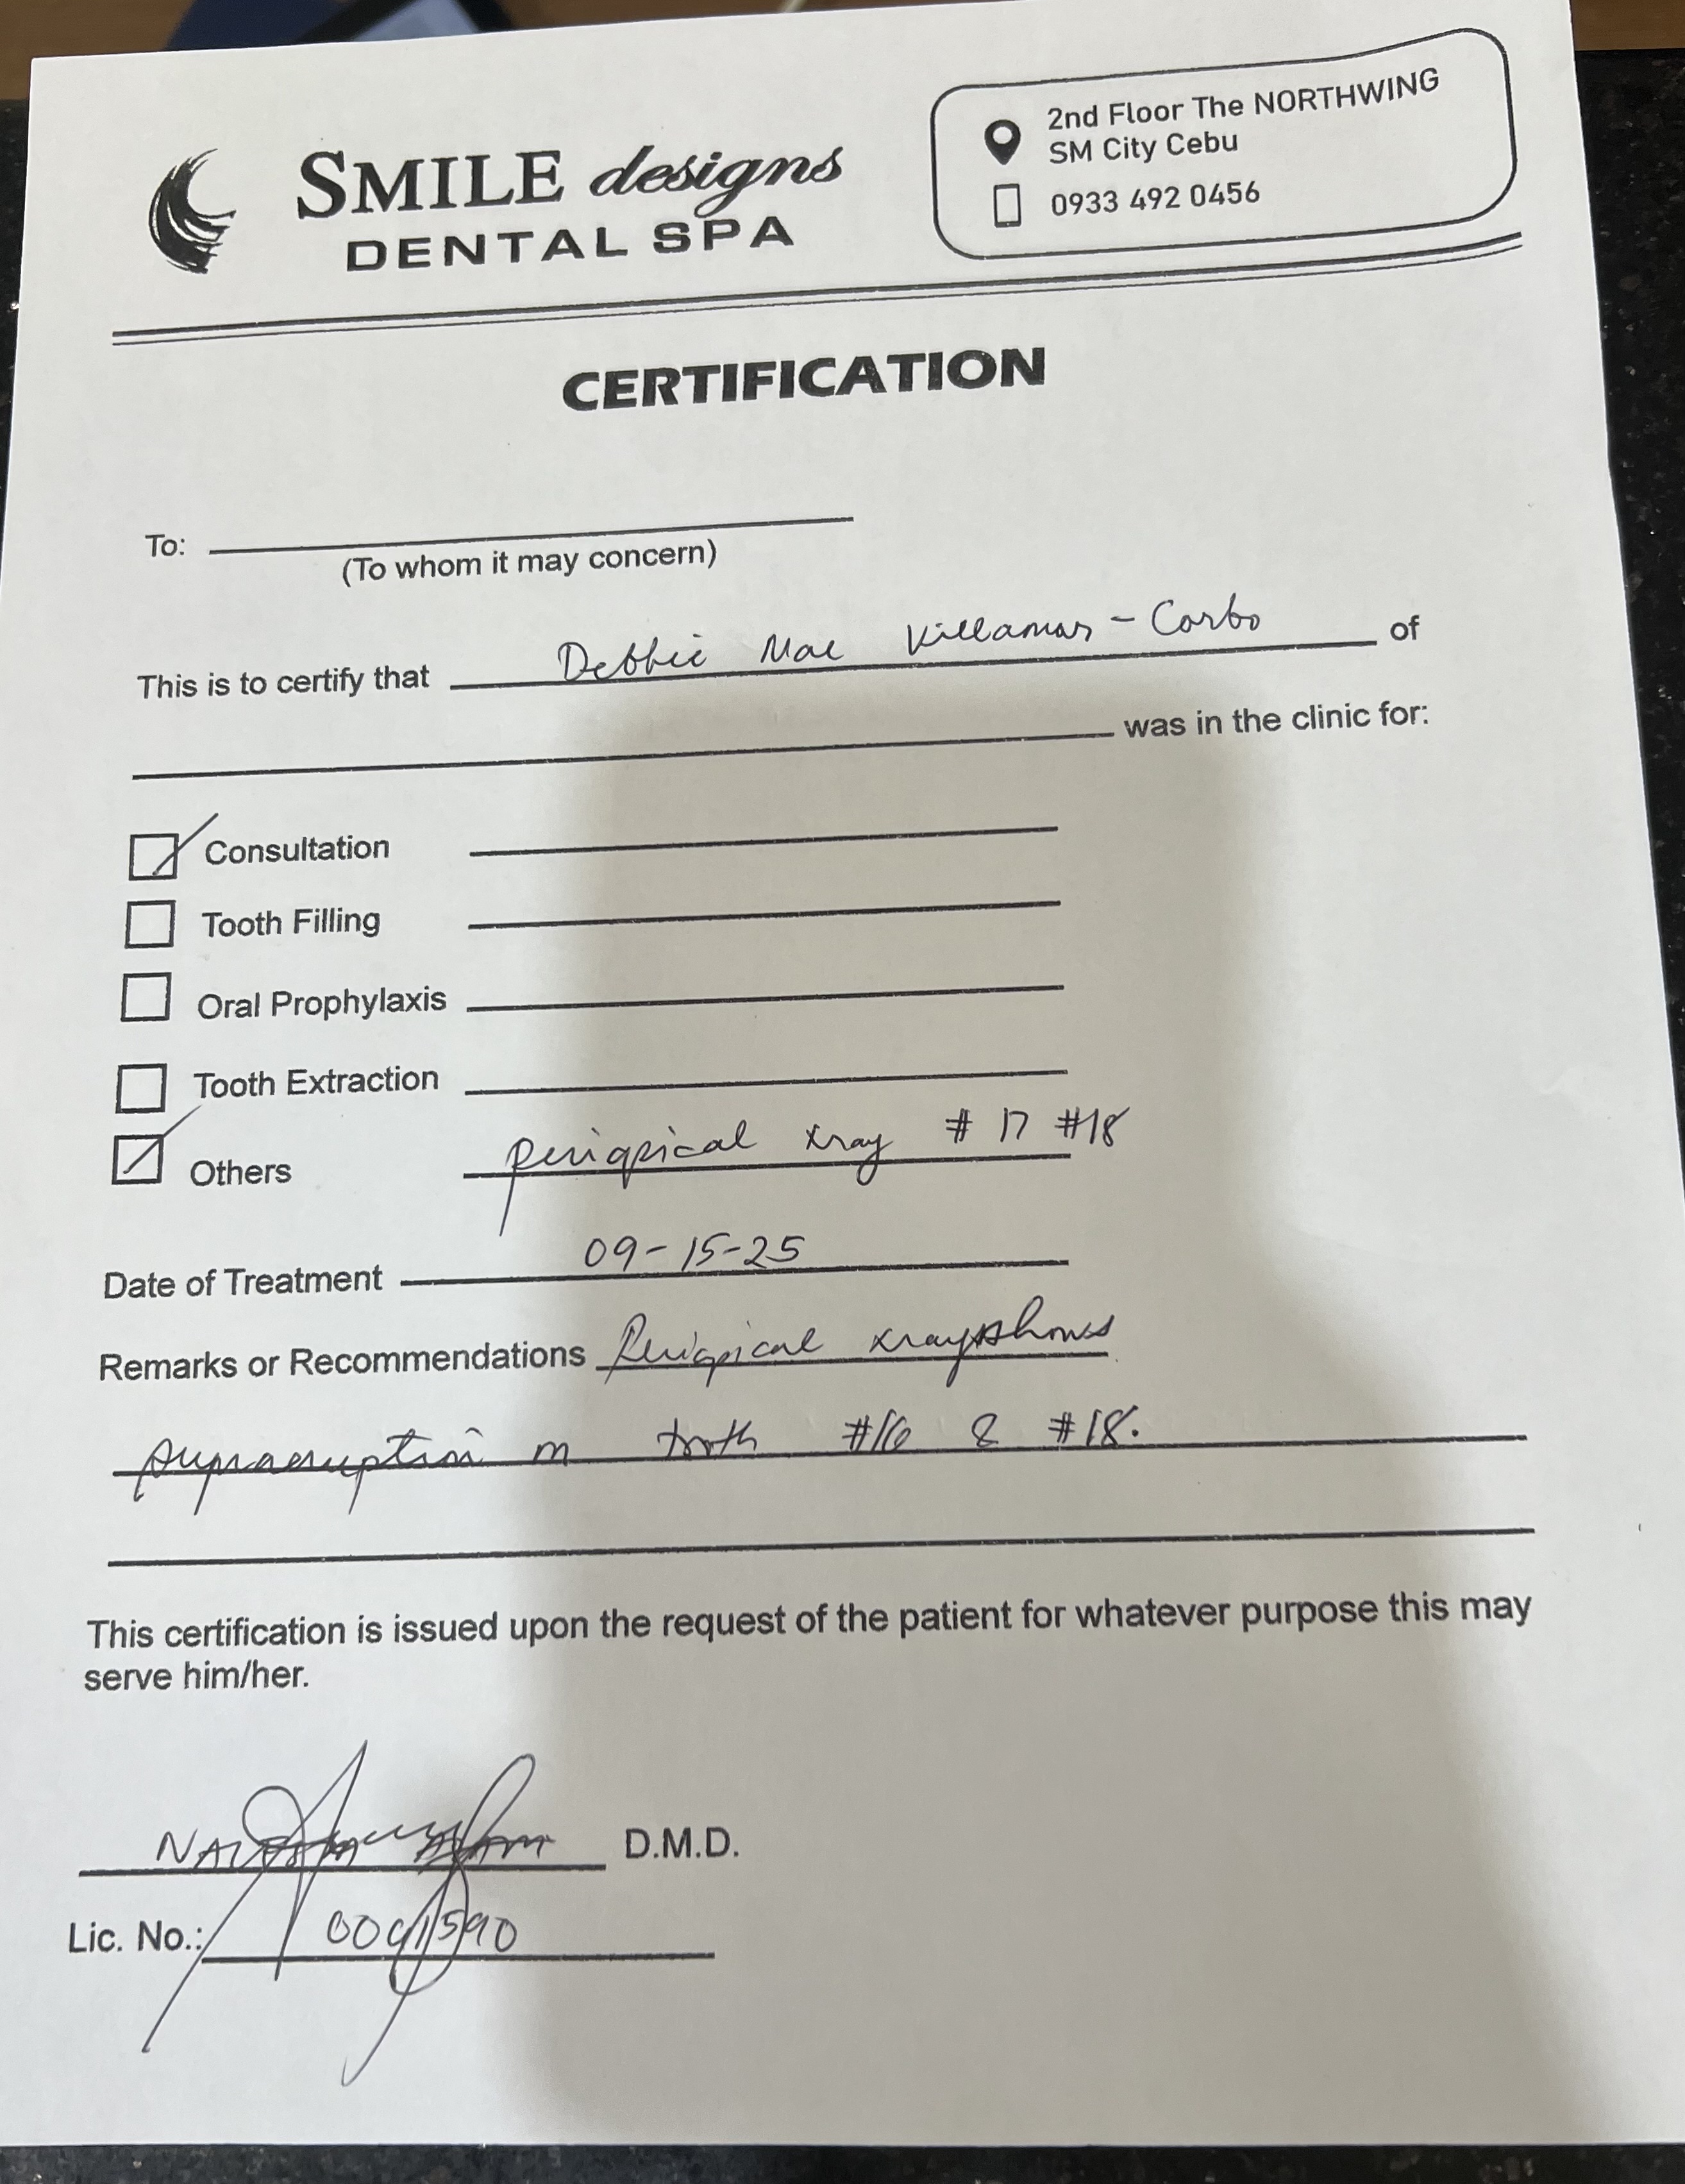 SMILE designs
DENTAL SPA
2nd Floor The NORTHWING
SM City Cebu
0933 492 0456
CERTIFICATION
To:
(To whom it may concern)
This is to certify that Debbie Mae Villamar - Corbo of
was in the clinic for:
Consultation
Tooth Filling
Oral Prophylaxis
Tooth Extraction
Others periapical xray # 17 #18
Date of Treatment 09-15-25
Remarks or Recommendations Periapical xray shows
supraeruption on tooth #16 & #18.
This certification is issued upon the request of the patient for whatever purpose this may
serve him/her.
D.M.D.
Lic. No.: